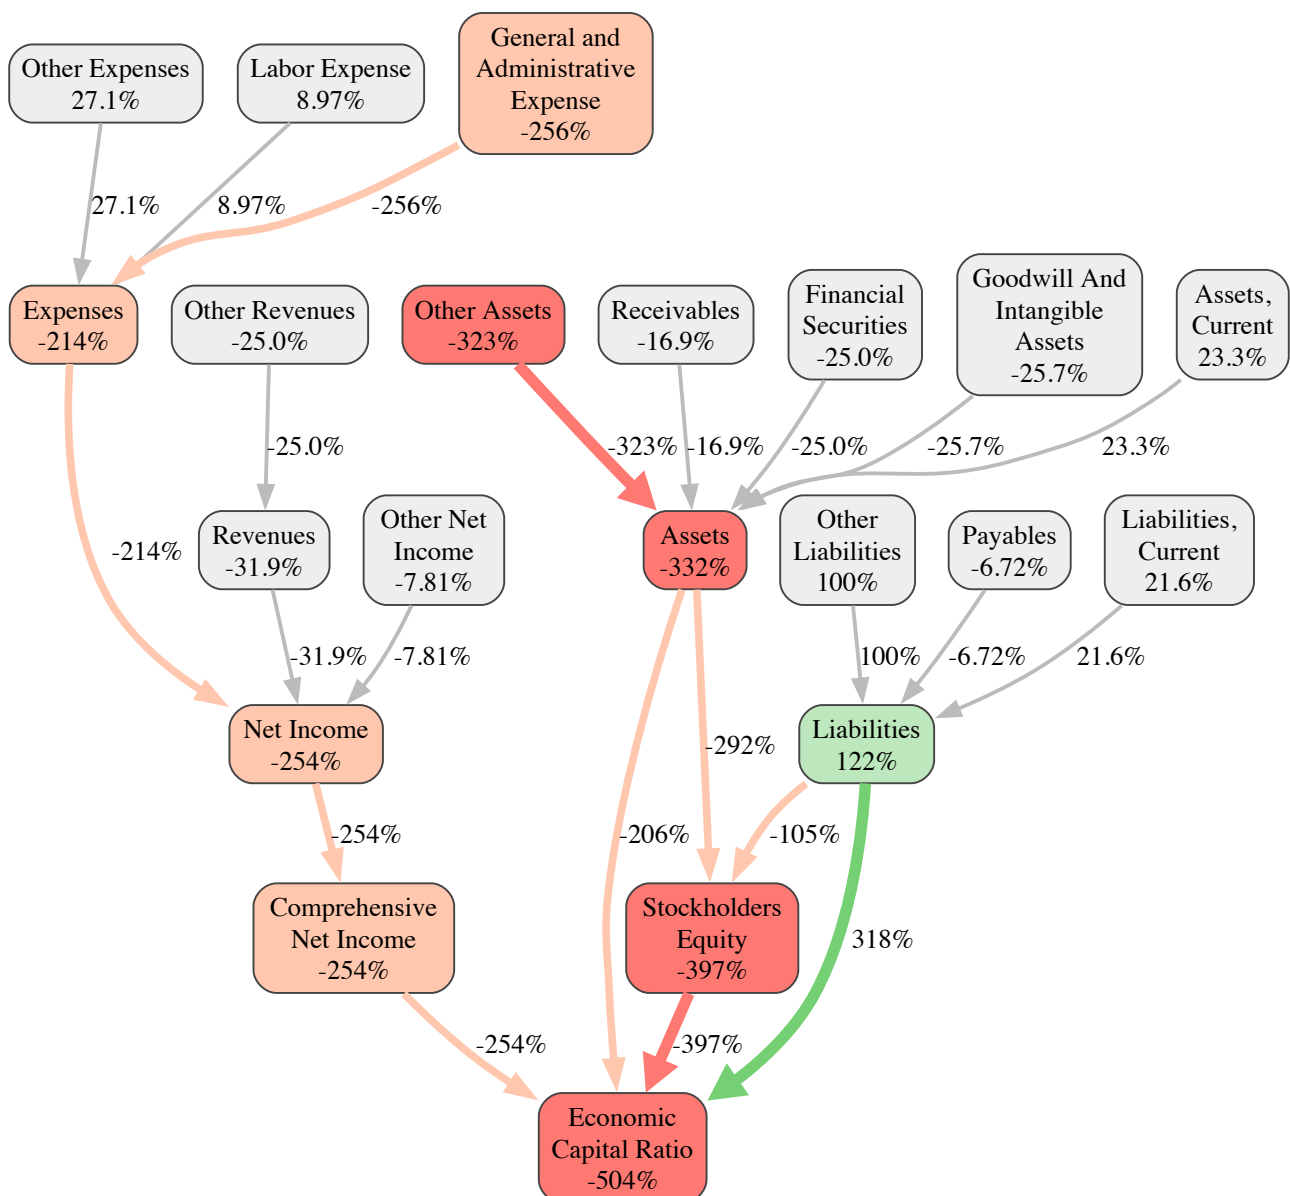 Other Expenses
27.1%
Labor Expense
8.97%
General and
Administrative
Expense
-256%
27.1%
8.97%
-256%
Expenses
-214%
Other Revenues
-25.0%
Other Assets
-323%
Receivables
-16.9%
Financial
Securities
-25.0%
Goodwill And
Intangible
Assets
-25.7%
Assets,
Current
23.3%
-25.0%
-323%
-16.9%
-25.0%
-25.7%
23.3%
-214%
Revenues
-31.9%
Other Net
Income
-7.81%
Assets
-332%
Other
Liabilities
100%
Payables
-6.72%
Liabilities,
Current
21.6%
-31.9%
-7.81%
100%
-6.72%
21.6%
Net Income
-254%
-292%
Liabilities
122%
-254%
-206%
-105%
Comprehensive
Net Income
-254%
Stockholders
Equity
-397%
318%
-254%
-397%
Economic
Capital Ratio
-504%